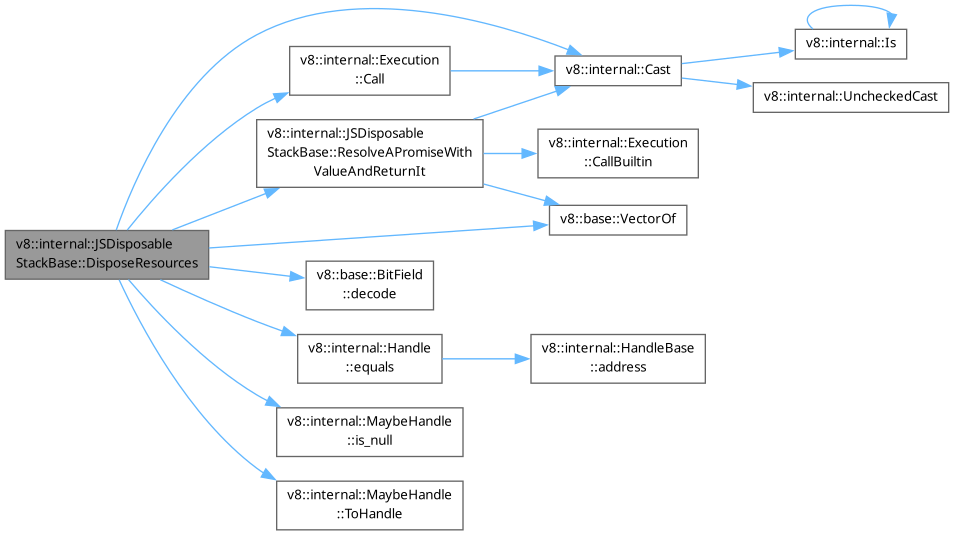 v8::internal::JSDisposable
StackBase::DisposeResources
v8::internal::Execution
::Call
v8::internal::JSDisposable
StackBase::ResolveAPromiseWith
ValueAndReturnIt
v8::base::BitField
::decode
v8::internal::Handle
::equals
v8::internal::MaybeHandle
::is_null
v8::internal::MaybeHandle
::ToHandle
v8::internal::Cast
v8::internal::Execution
::CallBuiltin
v8::base::VectorOf
v8::internal::HandleBase
::address
v8::internal::Is
v8::internal::UncheckedCast